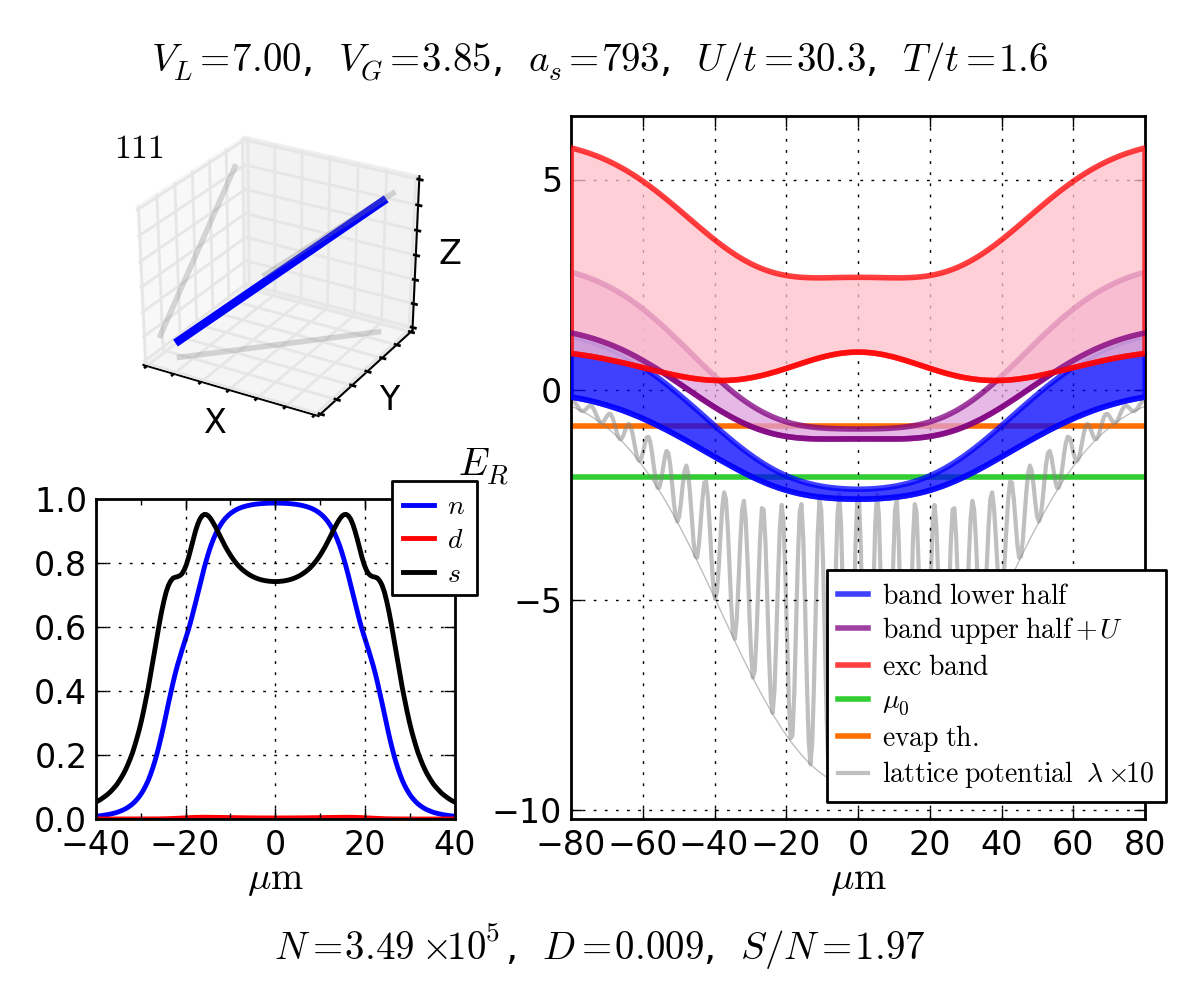 V_L = 7.00, V_G = 3.85, a_s = 793, U/t = 30.3, T/t = 1.6
111
Z
Y
X
E_R
5
0
−5
−10
−80 −60 −40 −20 0 20 40 60 80
μm
band lower half
band upper half + U
exc band
μ_0
evap th.
lattice potential λ×10
1.0
0.8
0.6
0.4
0.2
0.0
−40 −20 0 20 40
μm
n
d
s
N = 3.49 ×10^5, D = 0.009, S/N = 1.97